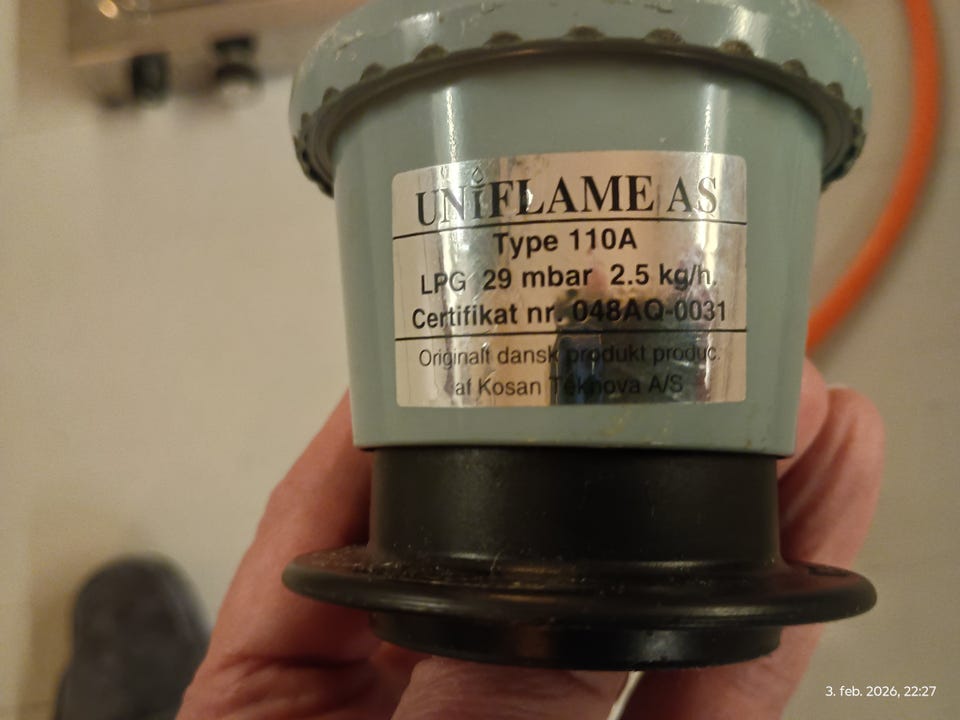 UNiFLAME AS
Type 110A
LPG 29 mbar 2.5 kg/h.
Certifikat nr. 048AQ-0031
Originalt dansk produkt produc.
af Kosan Teknova A/S
3. feb. 2026, 22:27